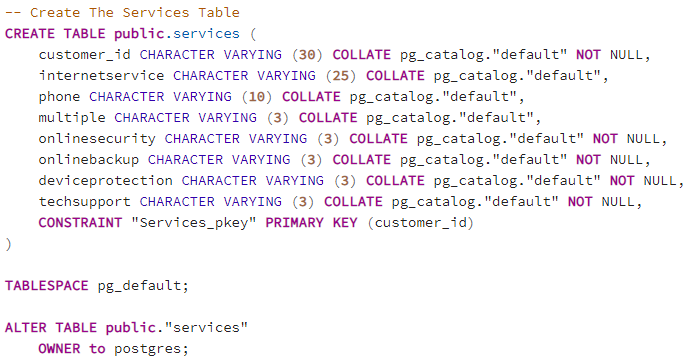 -- Create The Services Table
CREATE TABLE public.services (
    customer_id CHARACTER VARYING (30) COLLATE pg_catalog."default" NOT NULL,
    internetservice CHARACTER VARYING (25) COLLATE pg_catalog."default",
    phone CHARACTER VARYING (10) COLLATE pg_catalog."default",
    multiple CHARACTER VARYING (3) COLLATE pg_catalog."default",
    onlinesecurity CHARACTER VARYING (3) COLLATE pg_catalog."default" NOT NULL,
    onlinebackup CHARACTER VARYING (3) COLLATE pg_catalog."default" NOT NULL,
    deviceprotection CHARACTER VARYING (3) COLLATE pg_catalog."default" NOT NULL,
    techsupport CHARACTER VARYING (3) COLLATE pg_catalog."default" NOT NULL,
    CONSTRAINT "Services_pkey" PRIMARY KEY (customer_id)
)
TABLESPACE pg_default;
ALTER TABLE public."services"
    OWNER to postgres;